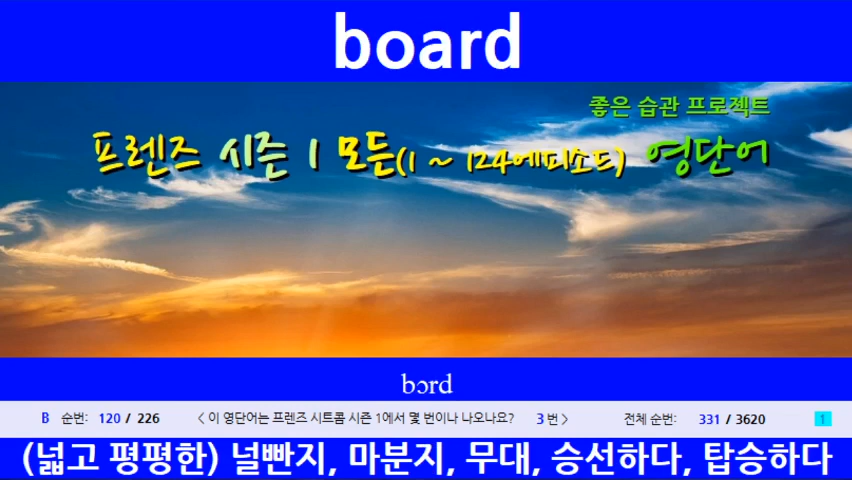 board
좋은 습관 프로젝트
프렌즈 시즌 1 모든(1 ~ 124에피소드) 영단어
bɔrd
B 순번: 120 / 226 < 이 영단어는 프렌즈 시트콤 시즌 1에서 몇 번이나 나오나요? 3 번 > 전체 순번: 331 / 3620 1
(넓고 평평한) 널빤지, 마분지, 무대, 승선하다, 탑승하다